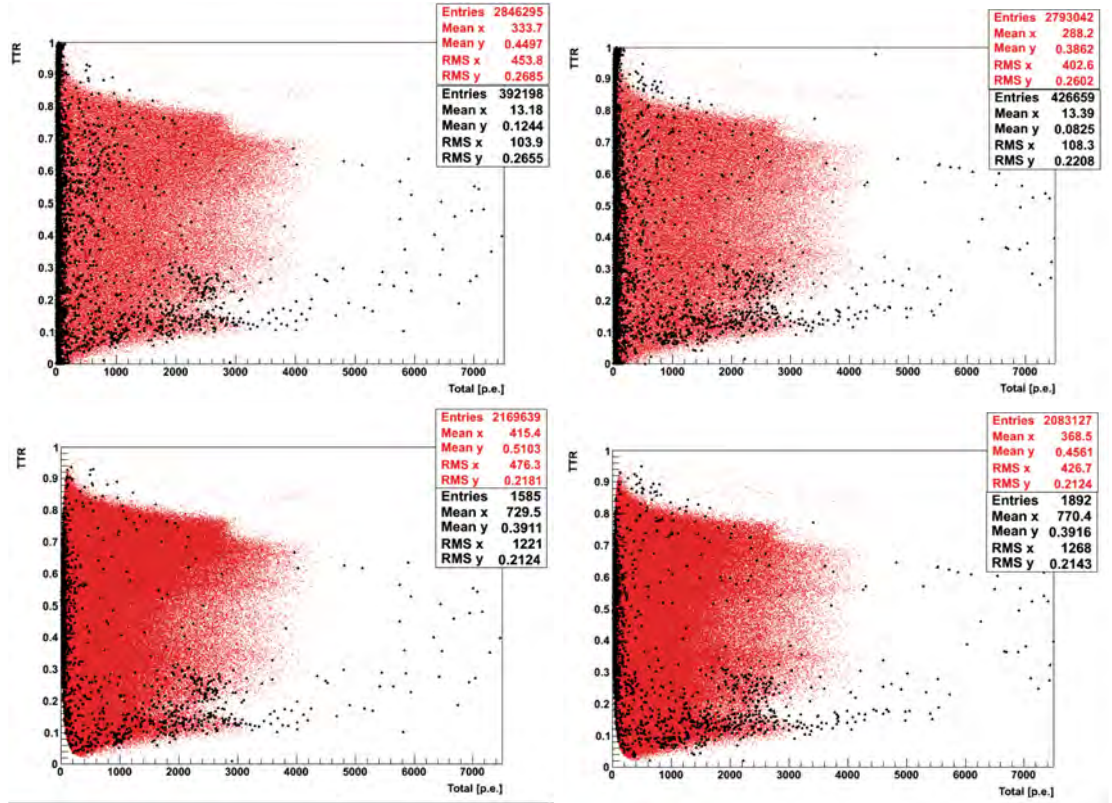 Entries 2846295
Mean x 333.7
Mean y 0.4497
RMS x 453.8
RMS y 0.2685
Entries 392198
Mean x 13.18
Mean y 0.1244
RMS x 103.9
RMS y 0.2655
TTR
1
0.9
0.8
0.7
0.6
0.5
0.4
0.3
0.2
0.1
0
0 1000 2000 3000 4000 5000 6000 7000
Total [p.e.]
Entries 2793042
Mean x 288.2
Mean y 0.3862
RMS x 402.6
RMS y 0.2602
Entries 426659
Mean x 13.39
Mean y 0.0825
RMS x 108.3
RMS y 0.2208
TTR
1
0.9
0.8
0.7
0.6
0.5
0.4
0.3
0.2
0.1
0
0 1000 2000 3000 4000 5000 6000 7000
Total [p.e.]
Entries 2169639
Mean x 415.4
Mean y 0.5103
RMS x 476.3
RMS y 0.2181
Entries 1585
Mean x 729.5
Mean y 0.3911
RMS x 1221
RMS y 0.2124
TTR
1
0.9
0.8
0.7
0.6
0.5
0.4
0.3
0.2
0.1
0
0 1000 2000 3000 4000 5000 6000 7000
Total [p.e.]
Entries 2083127
Mean x 368.5
Mean y 0.4561
RMS x 426.7
RMS y 0.2124
Entries 1892
Mean x 770.4
Mean y 0.3916
RMS x 1268
RMS y 0.2143
TTR
1
0.9
0.8
0.7
0.6
0.5
0.4
0.3
0.2
0.1
0
0 1000 2000 3000 4000 5000 6000 7000
Total [p.e.]